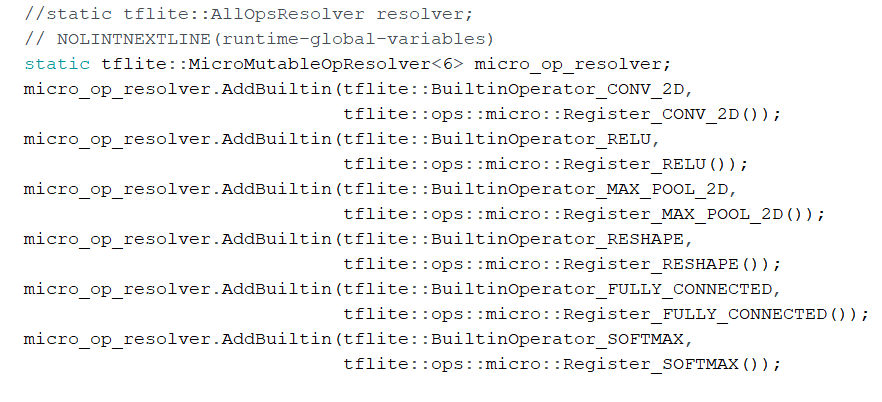 //static tflite::AllOpsResolver resolver;
// NOLINTNEXTLINE(runtime-global-variables)
static tflite::MicroMutableOpResolver<6> micro_op_resolver;
micro_op_resolver.AddBuiltin(tflite::BuiltinOperator_CONV_2D,
tflite::ops::micro::Register_CONV_2D());
micro_op_resolver.AddBuiltin(tflite::BuiltinOperator_RELU,
tflite::ops::micro::Register_RELU());
micro_op_resolver.AddBuiltin(tflite::BuiltinOperator_MAX_POOL_2D,
tflite::ops::micro::Register_MAX_POOL_2D());
micro_op_resolver.AddBuiltin(tflite::BuiltinOperator_RESHAPE,
tflite::ops::micro::Register_RESHAPE());
micro_op_resolver.AddBuiltin(tflite::BuiltinOperator_FULLY_CONNECTED,
tflite::ops::micro::Register_FULLY_CONNECTED());
micro_op_resolver.AddBuiltin(tflite::BuiltinOperator_SOFTMAX,
tflite::ops::micro::Register_SOFTMAX());